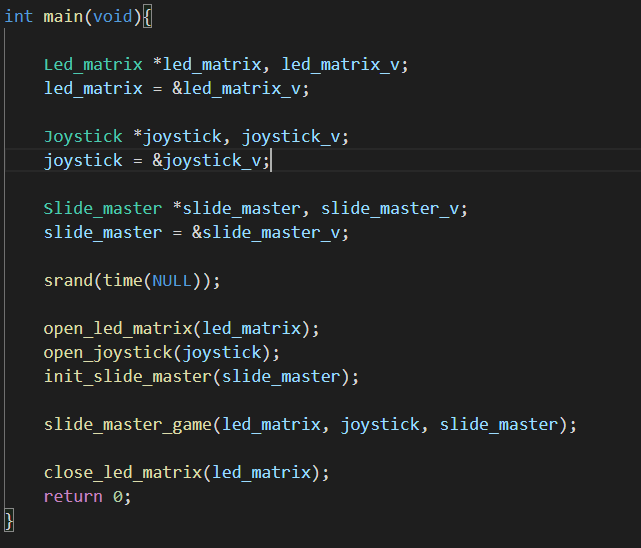 int main(void){
Led_matrix *led_matrix, led_matrix_v;
led_matrix = &led_matrix_v;
Joystick *joystick, joystick_v;
joystick = &joystick_v;
Slide_master *slide_master, slide_master_v;
slide_master = &slide_master_v;
srand(time(NULL));
open_led_matrix(led_matrix);
open_joystick(joystick);
init_slide_master(slide_master);
slide_master_game(led_matrix, joystick, slide_master);
close_led_matrix(led_matrix);
return 0;
}